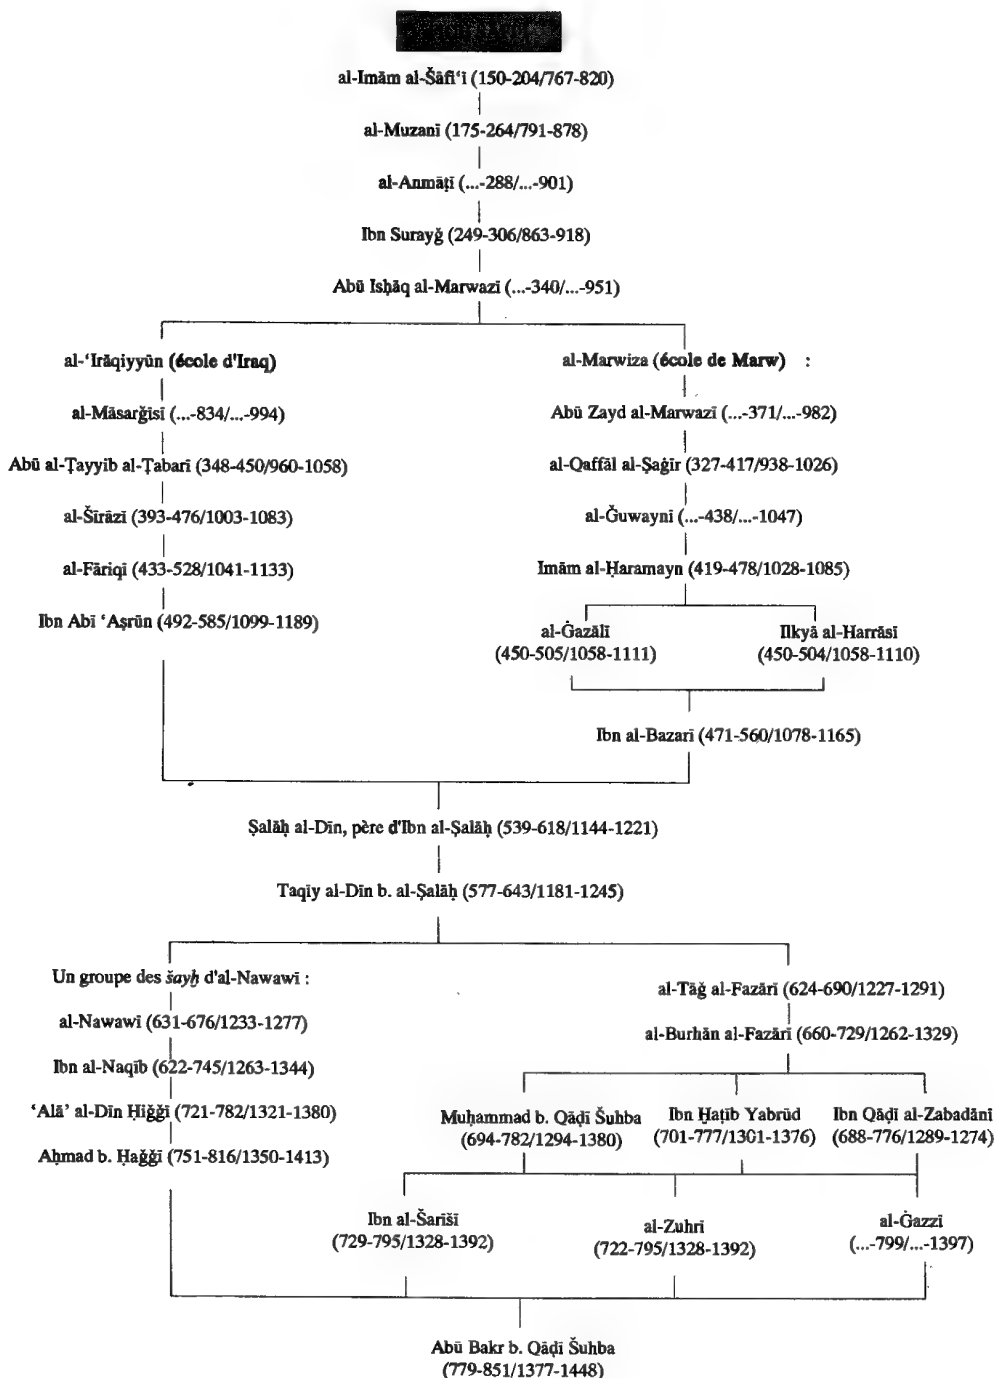 al-Imām al-Šāfi‘ī (150-204/767-820)
al-Muzanī (175-264/791-878)
al-Anmāṭī (...-288/...-901)
Ibn Surayğ (249-306/863-918)
Abū Isḥāq al-Marwazī (...-340/...-951)
al-‘Irāqiyyūn (école d'Iraq)
al-Māsarğisī (...-834/...-994)
Abū al-Ṭayyib al-Ṭabarī (348-450/960-1058)
al-Šīrāzī (393-476/1003-1083)
al-Fāriqī (433-528/1041-1133)
Ibn Abī ‘Aṣrūn (492-585/1099-1189)
al-Marwiza (école de Marw) :
Abū Zayd al-Marwazī (...-371/...-982)
al-Qaffāl al-Ṣaġīr (327-417/938-1026)
al-Ğuwaynī (...-438/...-1047)
Imām al-Ḥaramayn (419-478/1028-1085)
al-Ġazālī
(450-505/1058-1111)
Ilkyā al-Harrāsī
(450-504/1058-1110)
Ibn al-Bazarī (471-560/1078-1165)
Ṣalāḥ al-Dīn, père d'Ibn al-Ṣalāḥ (539-618/1144-1221)
Taqiy al-Dīn b. al-Ṣalāḥ (577-643/1181-1245)
Un groupe des šayḫ d'al-Nawawī :
al-Nawawī (631-676/1233-1277)
Ibn al-Naqīb (622-745/1263-1344)
‘Alā’ al-Dīn Ḥiğğī (721-782/1321-1380)
Aḥmad b. Ḥağğī (751-816/1350-1413)
al-Tāğ al-Fazārī (624-690/1227-1291)
al-Burhān al-Fazārī (660-729/1262-1329)
Muḥammad b. Qāḍī Šuhba
(694-782/1294-1380)
Ibn Ḫaṭīb Yabrūd
(701-777/1301-1376)
Ibn Qāḍī al-Zabadānī
(688-776/1289-1274)
Ibn al-Šarīšī
(729-795/1328-1392)
al-Zuhrī
(722-795/1328-1392)
al-Ġazzī
(...-799/...-1397)
Abū Bakr b. Qāḍī Šuhba
(779-851/1377-1448)